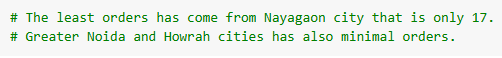 # The least orders has come from Nayagaon city that is only 17.
# Greater Noida and Howrah cities has also minimal orders.